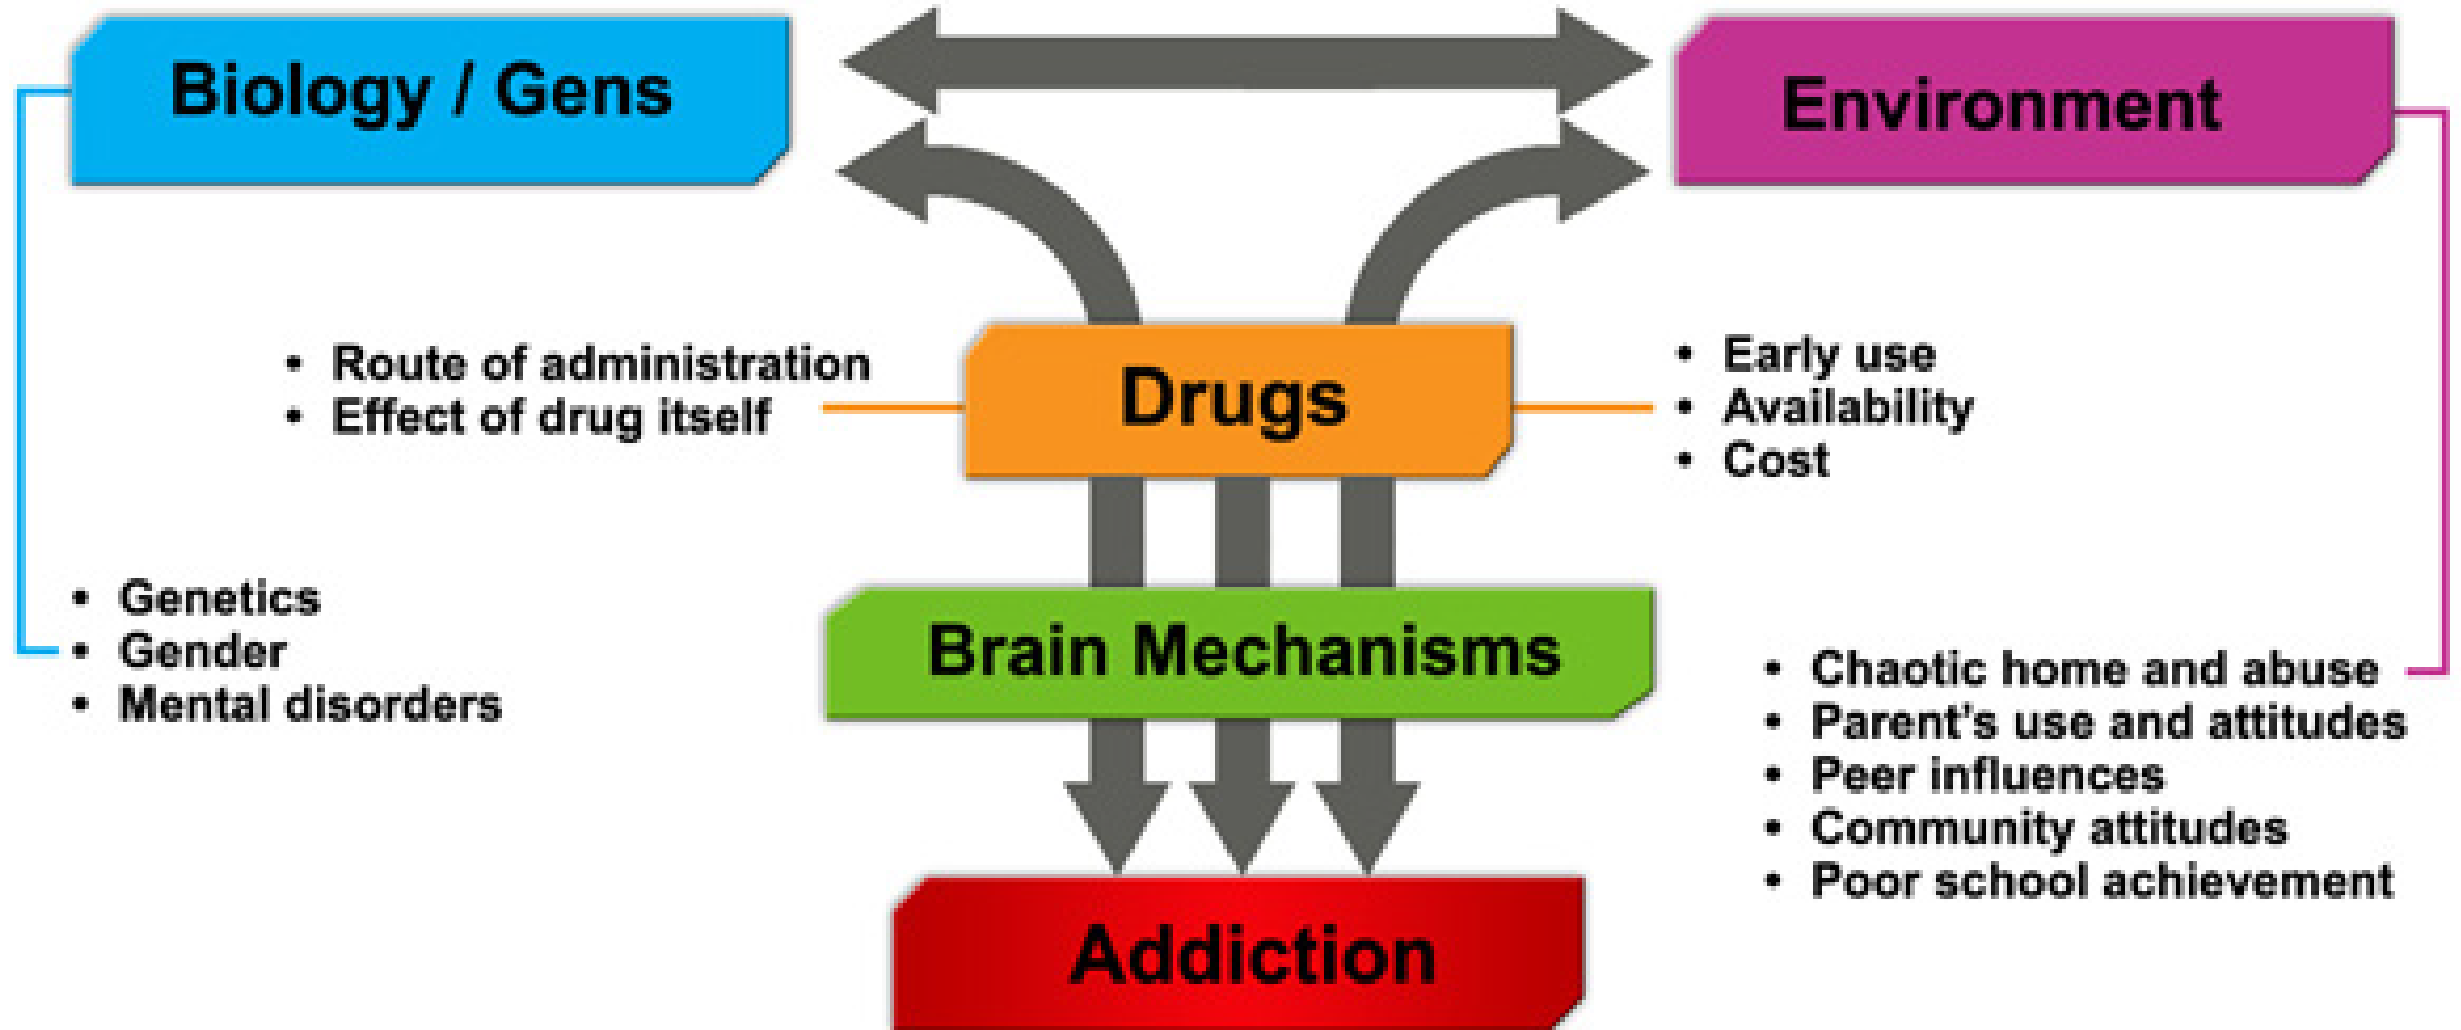 Biology / Gens
Environment
• Route of administration
• Effect of drug itself
Drugs
• Early use
• Availability
• Cost
• Genetics
• Gender
• Mental disorders
Brain Mechanisms
• Chaotic home and abuse
• Parent's use and attitudes
• Peer influences
• Community attitudes
• Poor school achievement
Addiction